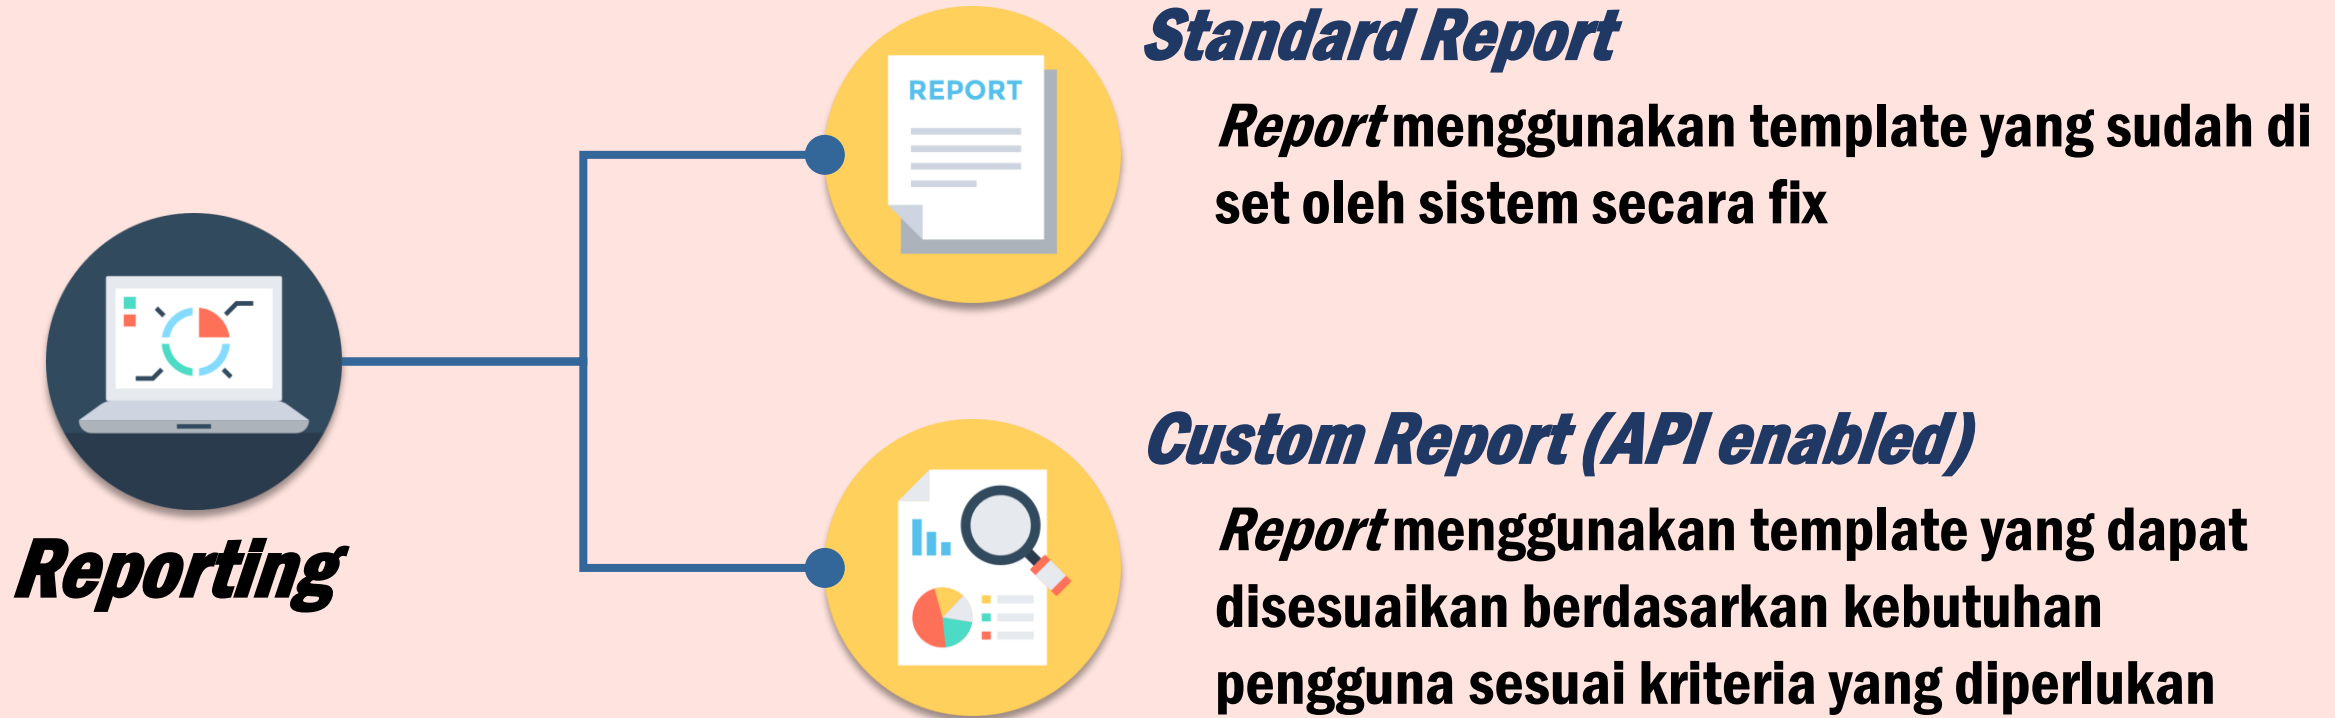 Standard Report
REPORT
Report menggunakan template yang sudah di
set oleh sistem secara fix
Reporting
Custom Report (API enabled)
Report menggunakan template yang dapat
disesuaikan berdasarkan kebutuhan
pengguna sesuai kriteria yang diperlukan